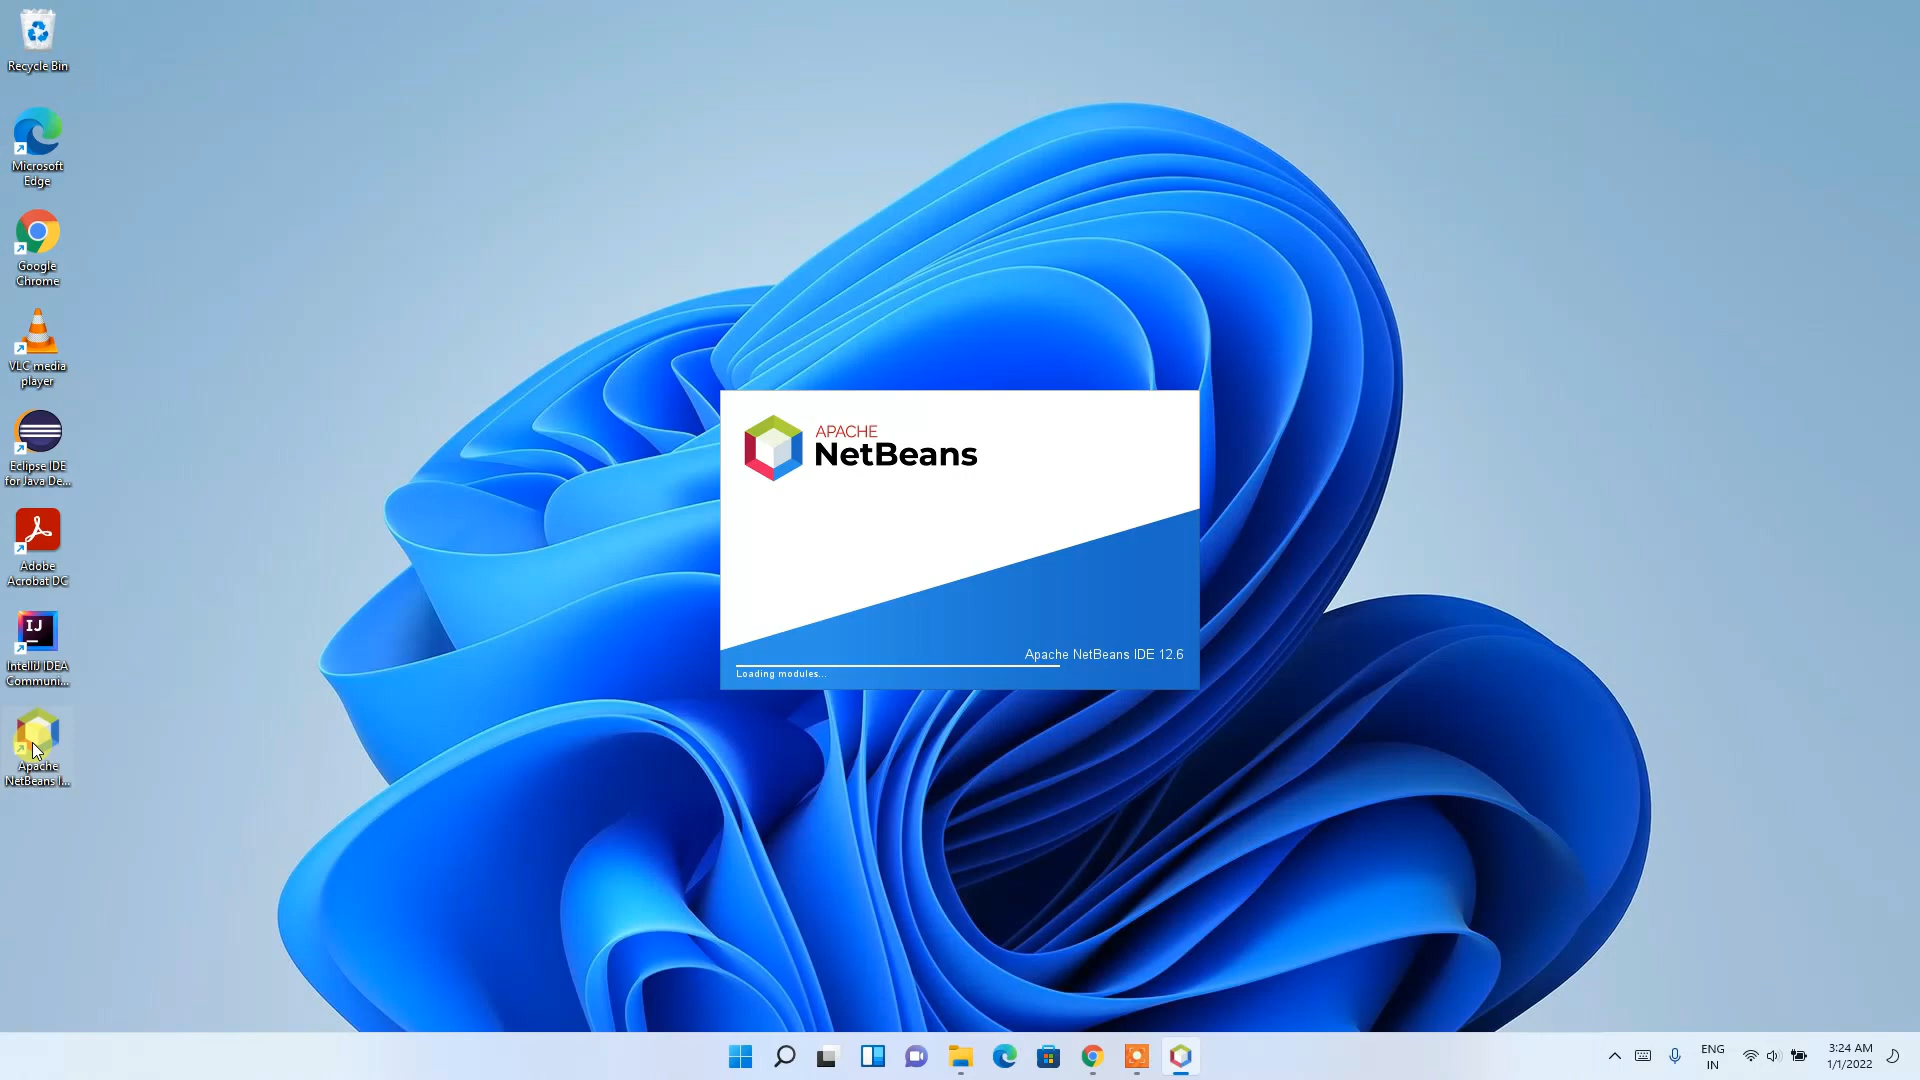 Recycle Bin
Microsoft
Edge
Google
Chrome
VLC media
player
Eclipse IDE
for Java De...
Adobe
Acrobat DC
IJ
IntelliJ IDEA
Communi...
Apache
NetBeans I...
APACHE
NetBeans
Apache NetBeans IDE 12.6
Loading modules...
ENG
IN
3:24 AM
1/1/2022